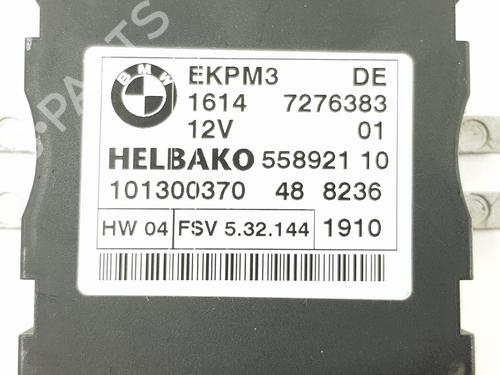 BMW
EKPM3 DE
1614 7276383
12V 01
HELBAKO 558921 10
101300370 48 8236
HW 04 FSV 5.32.144 1910